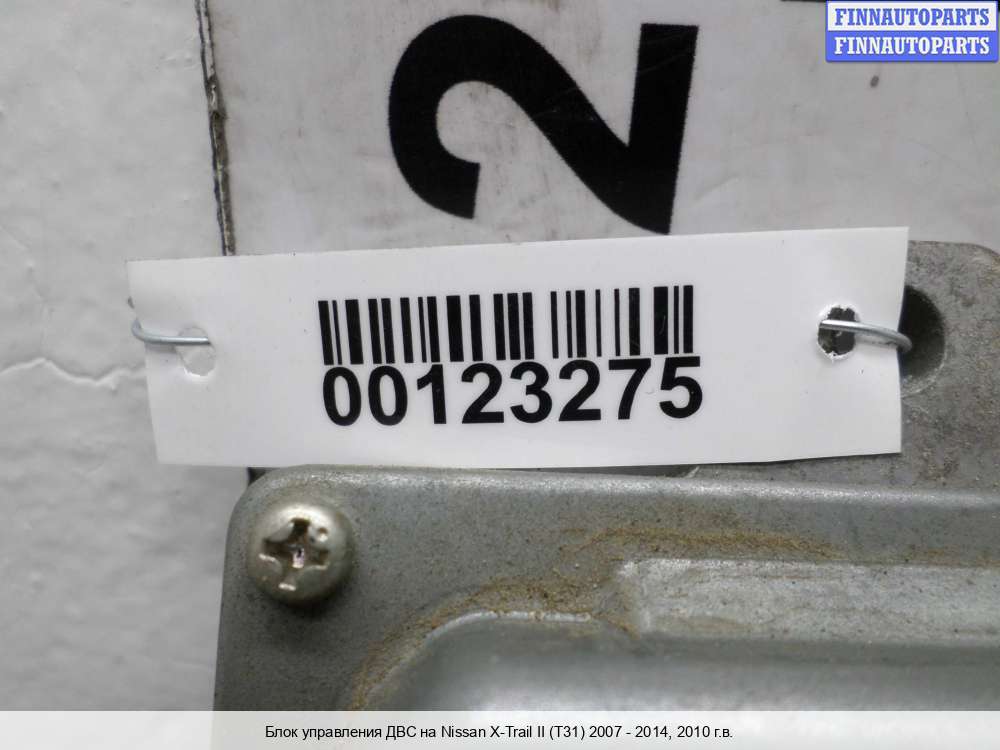 FINNAUTOPARTS
FINNAUTOPARTS
2
00123275
Блок управления ДВС на Nissan X-Trail II (T31) 2007 - 2014, 2010 г.в.